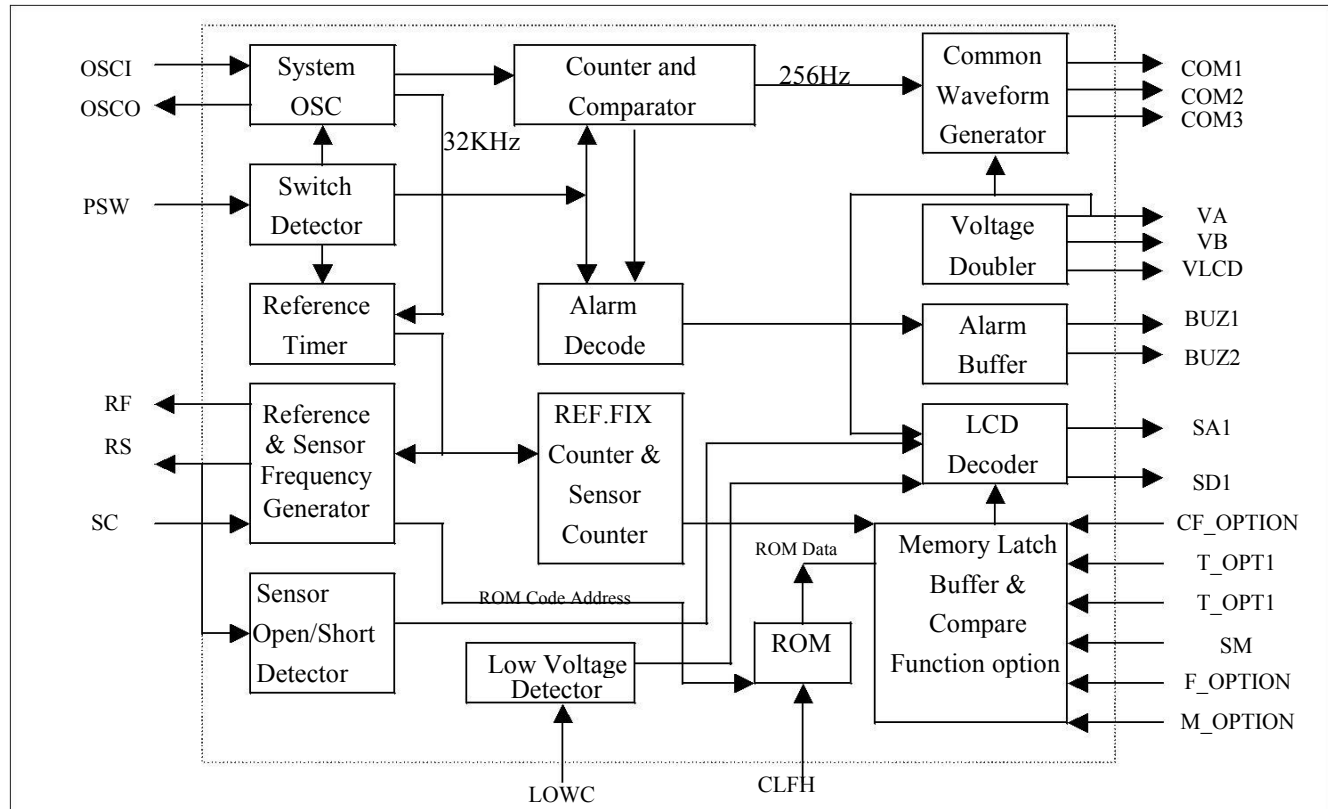 OSCI
OSCO
PSW
RF
RS
SC
System
OSC
Counter and
Comparator
256Hz
Common
Waveform
Generator
COM1
COM2
COM3
32KHz
Switch
Detector
Voltage
Doubler
VA
VB
VLCD
Reference
Timer
Alarm
Decode
Alarm
Buffer
BUZ1
BUZ2
Reference
& Sensor
Frequency
Generator
REF.FIX
Counter &
Sensor
Counter
LCD
Decoder
SA1
SD1
Sensor
Open/Short
Detector
ROM Code Address
Low Voltage
Detector
ROM Data
ROM
Memory Latch
Buffer &
Compare
Function option
CF_OPTION
T_OPT1
T_OPT1
SM
F_OPTION
M_OPTION
LOWC
CLFH